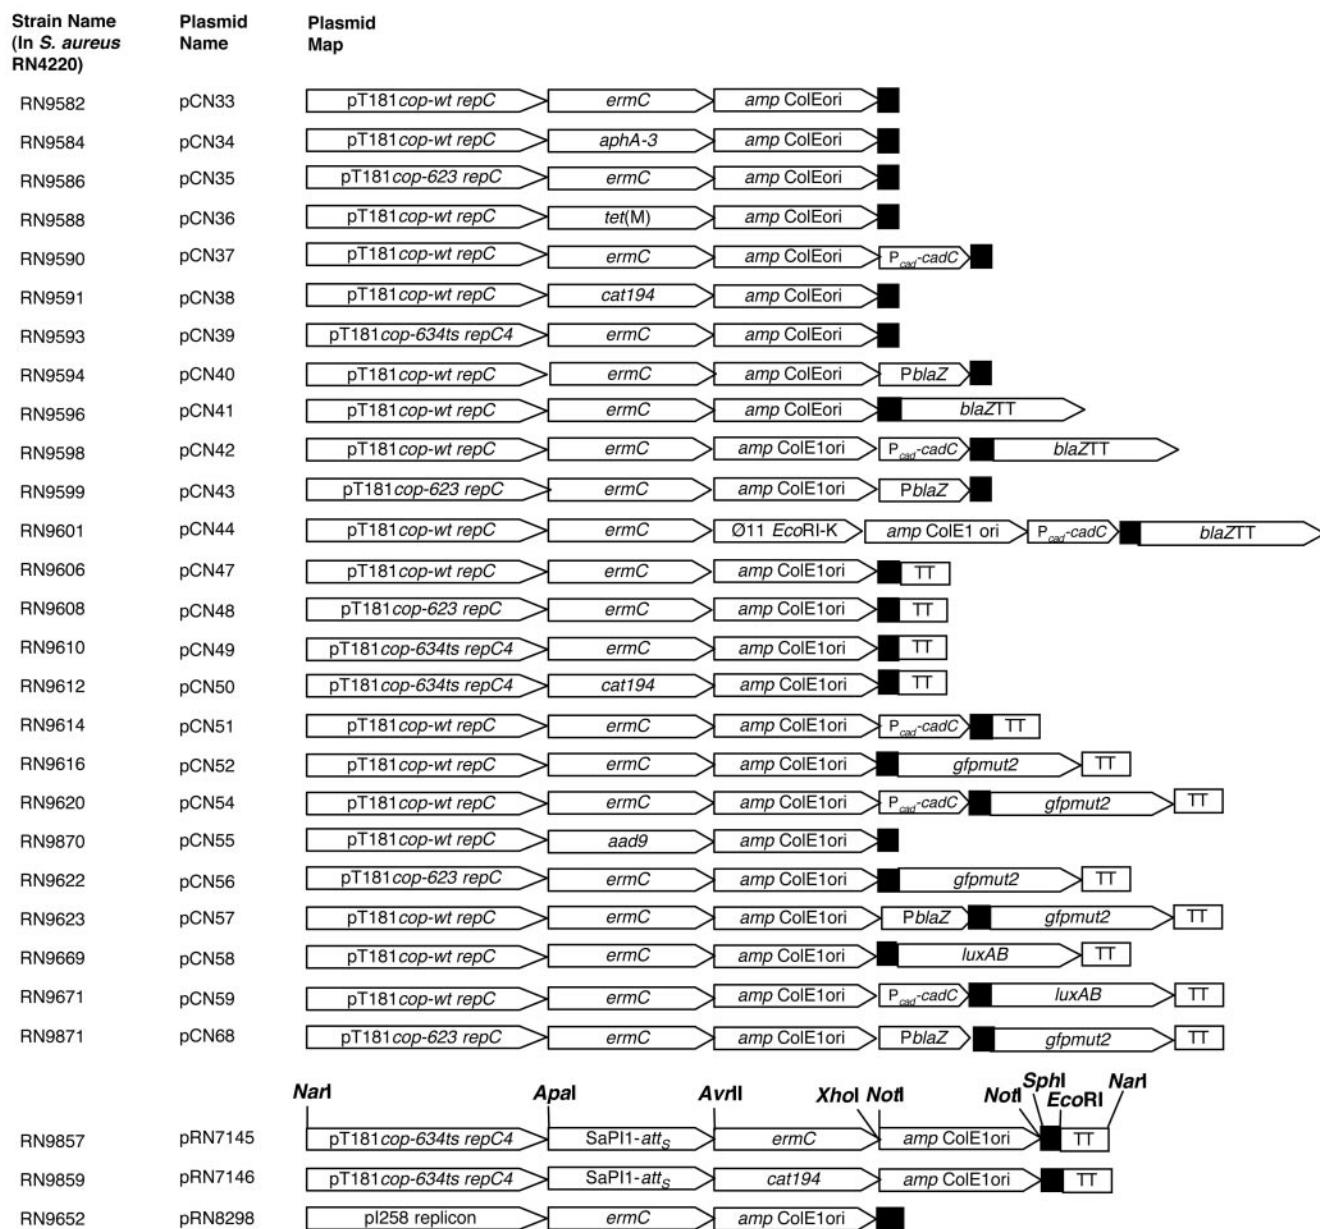 Strain Name Plasmid Plasmid
(In S. aureus Name Map
RN4220)
RN9582 pCN33 pT181cop-wt repC ermC amp ColEori
RN9584 pCN34 pT181cop-wt repC aphA-3 amp ColEori
RN9586 pCN35 pT181cop-623 repC ermC amp ColEori
RN9588 pCN36 pT181cop-wt repC tet(M) amp ColEori
RN9590 pCN37 pT181cop-wt repC ermC amp ColEori Pcad-cadC
RN9591 pCN38 pT181cop-wt repC cat194 amp ColEori
RN9593 pCN39 pT181cop-634ts repC4 ermC amp ColEori
RN9594 pCN40 pT181cop-wt repC ermC amp ColEori PblaZ
RN9596 pCN41 pT181cop-wt repC ermC amp ColEori blaZTT
RN9598 pCN42 pT181cop-wt repC ermC amp ColE1ori Pcad-cadC blaZTT
RN9599 pCN43 pT181cop-623 repC ermC amp ColE1ori PblaZ
RN9601 pCN44 pT181cop-wt repC ermC Ø11 EcoRI-K amp ColE1 ori Pcad-cadC blaZTT
RN9606 pCN47 pT181cop-wt repC ermC amp ColE1ori TT
RN9608 pCN48 pT181cop-623 repC ermC amp ColE1ori TT
RN9610 pCN49 pT181cop-634ts repC4 ermC amp ColE1ori TT
RN9612 pCN50 pT181cop-634ts repC4 cat194 amp ColE1ori TT
RN9614 pCN51 pT181cop-wt repC ermC amp ColE1ori Pcad-cadC TT
RN9616 pCN52 pT181cop-wt repC ermC amp ColE1ori gfpmut2 TT
RN9620 pCN54 pT181cop-wt repC ermC amp ColE1ori Pcad-cadC gfpmut2 TT
RN9870 pCN55 pT181cop-wt repC aad9 amp ColE1ori
RN9622 pCN56 pT181cop-623 repC ermC amp ColE1ori gfpmut2 TT
RN9623 pCN57 pT181cop-wt repC ermC amp ColE1ori PblaZ gfpmut2 TT
RN9669 pCN58 pT181cop-wt repC ermC amp ColE1ori luxAB TT
RN9671 pCN59 pT181cop-wt repC ermC amp ColE1ori Pcad-cadC luxAB TT
RN9871 pCN68 pT181cop-623 repC ermC amp ColE1ori PblaZ gfpmut2 TT
NarI ApaI AvrII XhoI NotI NotI SphI EcoRI NarI
RN9857 pRN7145 pT181cop-634ts repC4 SaPI1-attS ermC amp ColE1ori TT
RN9859 pRN7146 pT181cop-634ts repC4 SaPI1-attS cat194 amp ColE1ori TT
RN9652 pRN8298 pI258 replicon ermC amp ColE1ori